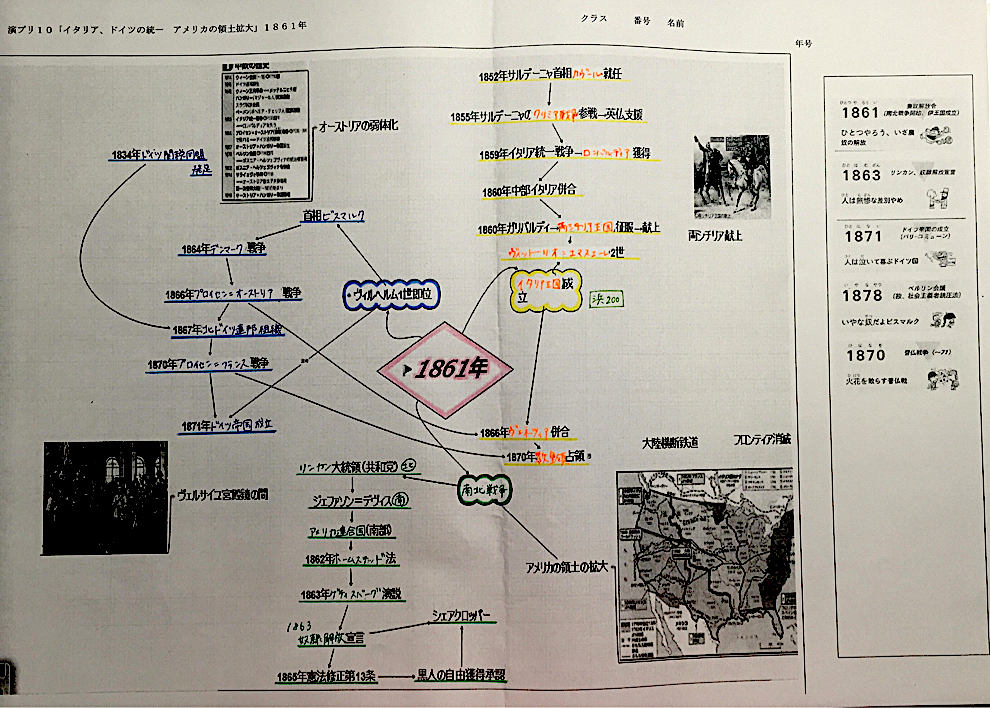 演プリ10「イタリア、ドイツの統一 アメリカの領土拡大」1861年
クラス 番号 名前
年号
オーストリアの弱体化
1834年ドイツ関税同盟
発足
首相ビスマルク
1864年デンマーク戦争
1866年プロイセン=オーストリア 戦争
1867年北ドイツ連邦組織
1870年プロイセン=フランス戦争
1871年ドイツ帝国成立
ヴィルヘルム1世即位
ヴェルサイユ宮殿鏡の間
1852年サルデーニャ首相カヴール就任
1855年サルデーニャのクリミア戦争参戦→英仏支援
1859年イタリア統一戦争→ロンバルディア獲得
1860年中部イタリア併合
1860年ガリバルディー両シチリア王国征服→献上
ヴィットーリオ=エマヌエーレ2世
イタリア王国成
立
浜200
両シチリア献上
1861年
1866年ヴェネツィア併合
1870年教皇領占領
南北戦争
リンカン大統領(共和党)北
ジェファソン=デヴィス南
アメリカ連合国(南部)
1862年ホームステッド法
1863年ゲティスバーグ演説
1863
奴隷解放宣言
シェアクロッパー
1865年憲法修正第13条
黒人の自由獲得承認
大陸横断鉄道
フロンティア消滅
アメリカの領土の拡大
1861
(南北戦争開始、伊王国成立)
ひとつやろう、いざ農
奴の解放
1863
リンカン、奴隷解放宣言
人は無惨な差別やめ
1871
ドイツ帝国の成立
(パリ・コミューン)
人は泣いて喜ぶドイツ国
1878
ベルリン会議
(独、社会主義者鎮圧法)
いやな奴だよビスマルク
1870
普仏戦争(~71)
火花を散らす普仏戦